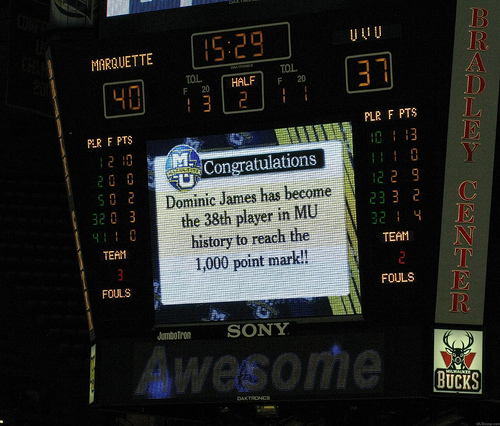 15:29
MARQUETTE
UVU
40
T.O.L.
F 20
1 3
HALF
2
T.O.L.
F 20
1 1
37
PLR F PTS
1 2 10
2 0 0
5 0 2
32 0 3
41 1 0
TEAM
3
FOULS
PLR F PTS
10 1 13
11 1 0
12 2 9
23 3 2
32 1 4
TEAM
2
FOULS
MU
Congratulations
Dominic James has become
the 38th player in MU
history to reach the
1,000 point mark!!
JumboTron
SONY
Awesome
DAKTRONICS
BRADLEY CENTER
MILWAUKEE
BUCKS